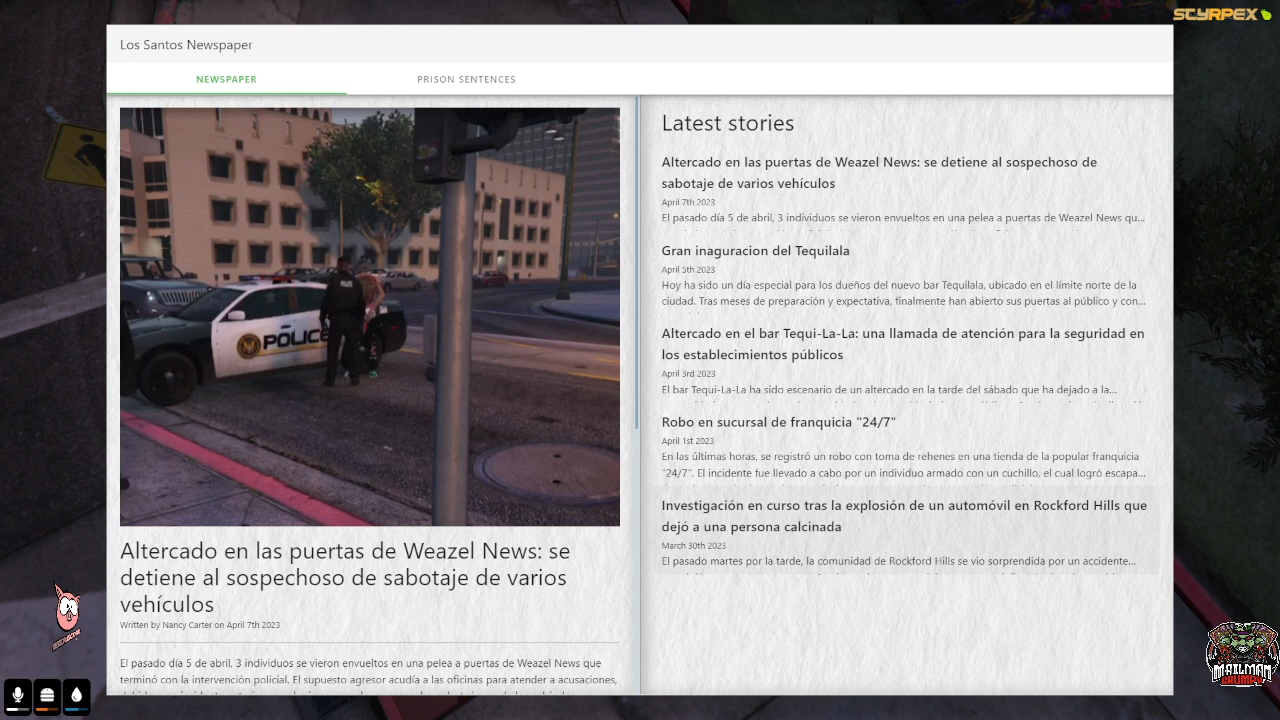 STYRPEX
Los Santos Newspaper
NEWSPAPER
PRISON SENTENCES
POLICE
POLICE
Altercado en las puertas de Weazel News: se
detiene al sospechoso de sabotaje de varios
vehículos
Written by Nancy Carter on April 7th 2023
El pasado día 5 de abril, 3 individuos se vieron envueltos en una pelea a puertas de Weazel News que
terminó con la intervención policial. El supuesto agresor acudía a las oficinas para atender a acusaciones,
Latest stories
Altercado en las puertas de Weazel News: se detiene al sospechoso de
sabotaje de varios vehículos
April 7th 2023
El pasado día 5 de abril, 3 individuos se vieron envueltos en una pelea a puertas de Weazel News qu...
Gran inaguracion del Tequilala
April 5th 2023
Hoy ha sido un día especial para los dueños del nuevo bar Tequilala, ubicado en el límite norte de la
ciudad. Tras meses de preparación y expectativa, finalmente han abierto sus puertas al público y con...
Altercado en el bar Tequi-La-La: una llamada de atención para la seguridad en
los establecimientos públicos
April 3rd 2023
El bar Tequi-La-La ha sido escenario de un altercado en la tarde del sábado que ha dejado a la...
Robo en sucursal de franquicia "24/7"
April 1st 2023
En las últimas horas, se registró un robo con toma de rehenes en una tienda de la popular franquicia
"24/7". El incidente fue llevado a cabo por un individuo armado con un cuchillo, el cual logró escapa...
Investigación en curso tras la explosión de un automóvil en Rockford Hills que
dejó a una persona calcinada
March 30th 2023
El pasado martes por la tarde, la comunidad de Rockford Hills se vio sorprendida por un accidente...
MAILMAN
GRUMPY